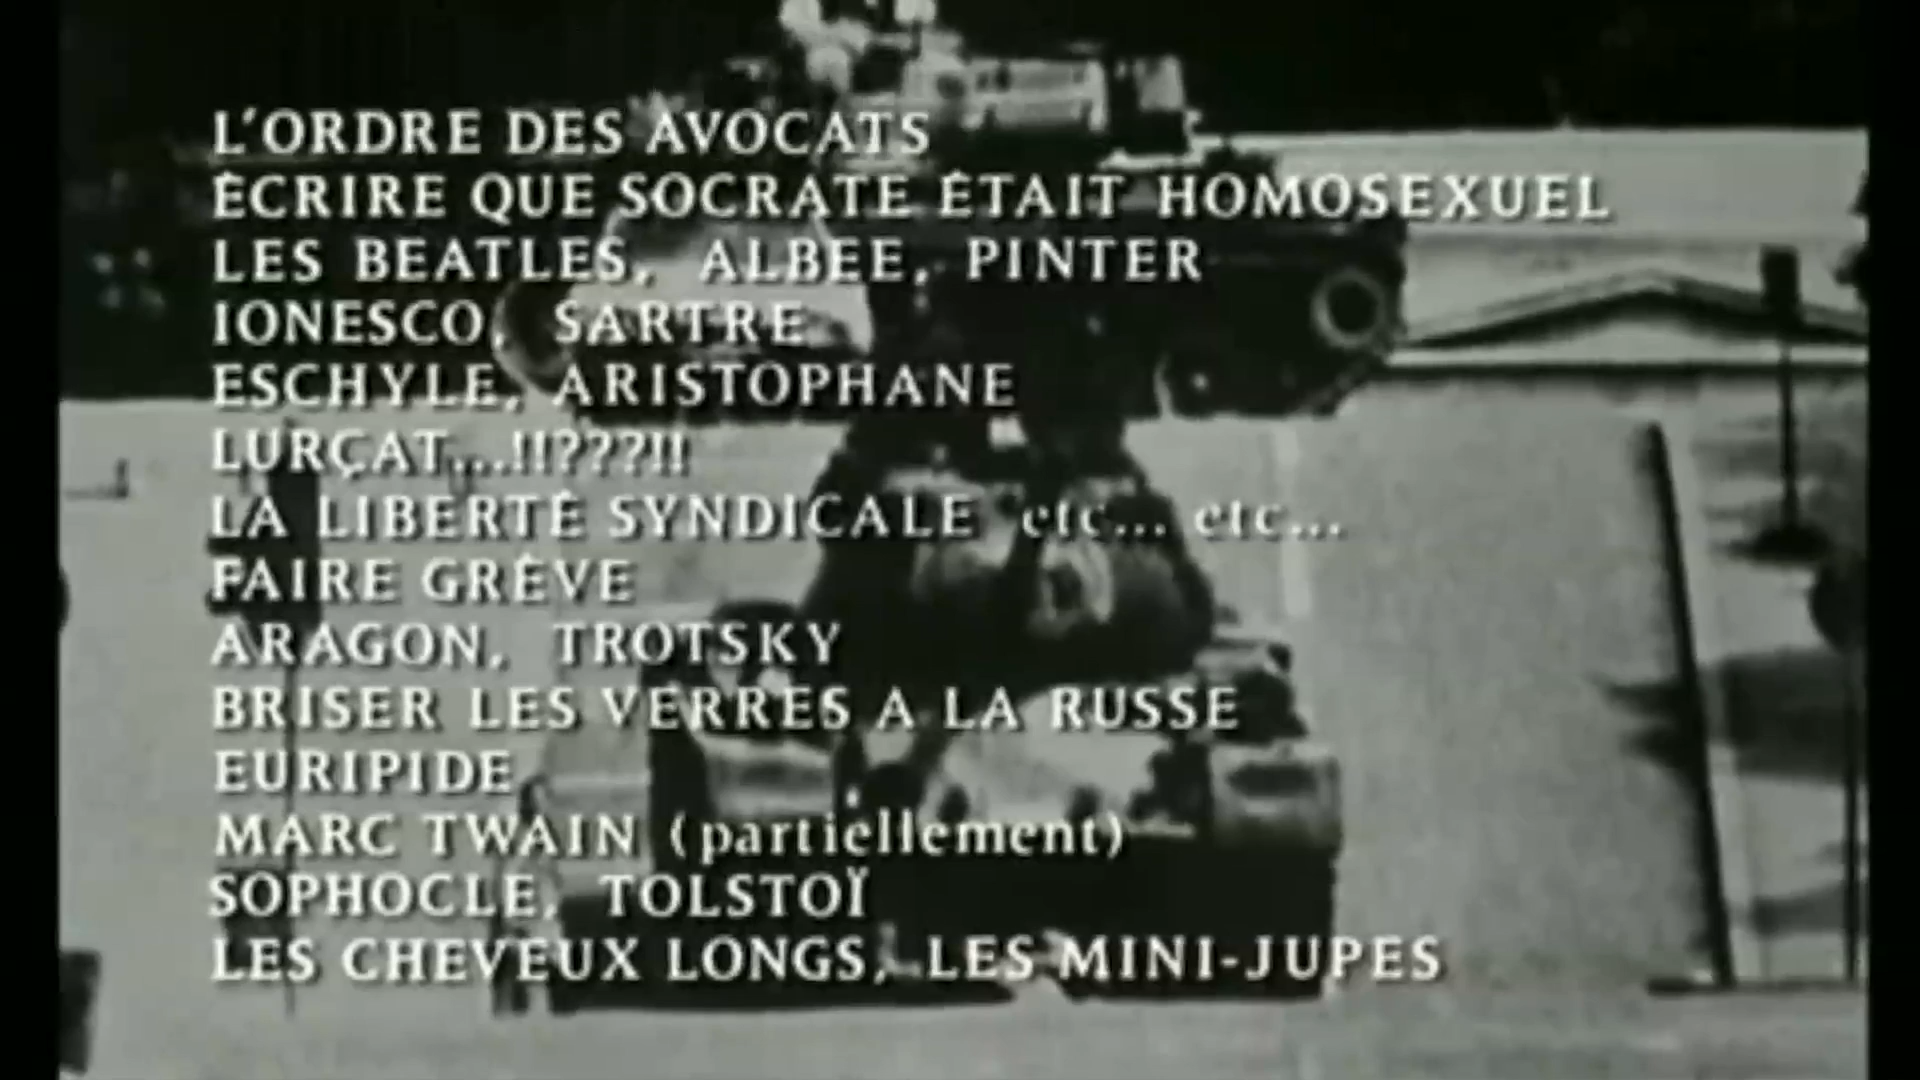 L'ORDRE DES AVOCATS
ÉCRIRE QUE SOCRATE ÉTAIT HOMOSEXUEL
LES BEATLES, ALBEE, PINTER
IONESCO, SARTRE
ESCHYLE, ARISTOPHANE
LURÇAT...!!???!!
LA LIBERTÉ SYNDICALE etc... etc...
FAIRE GRÈVE
ARAGON, TROTSKY
BRISER LES VERRES A LA RUSSE
EURIPIDE
MARC TWAIN (partiellement)
SOPHOCLE, TOLSTOÏ
LES CHEVEUX LONGS, LES MINI-JUPES